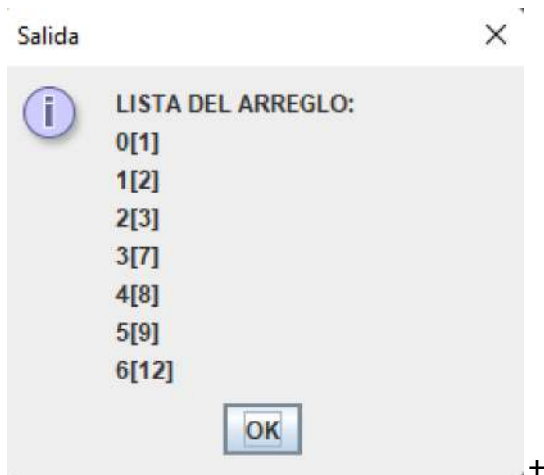 Salida
LISTA DEL ARREGLO:
0[1]
1[2]
2[3]
3[7]
4[8]
5[9]
6[12]
OK
+